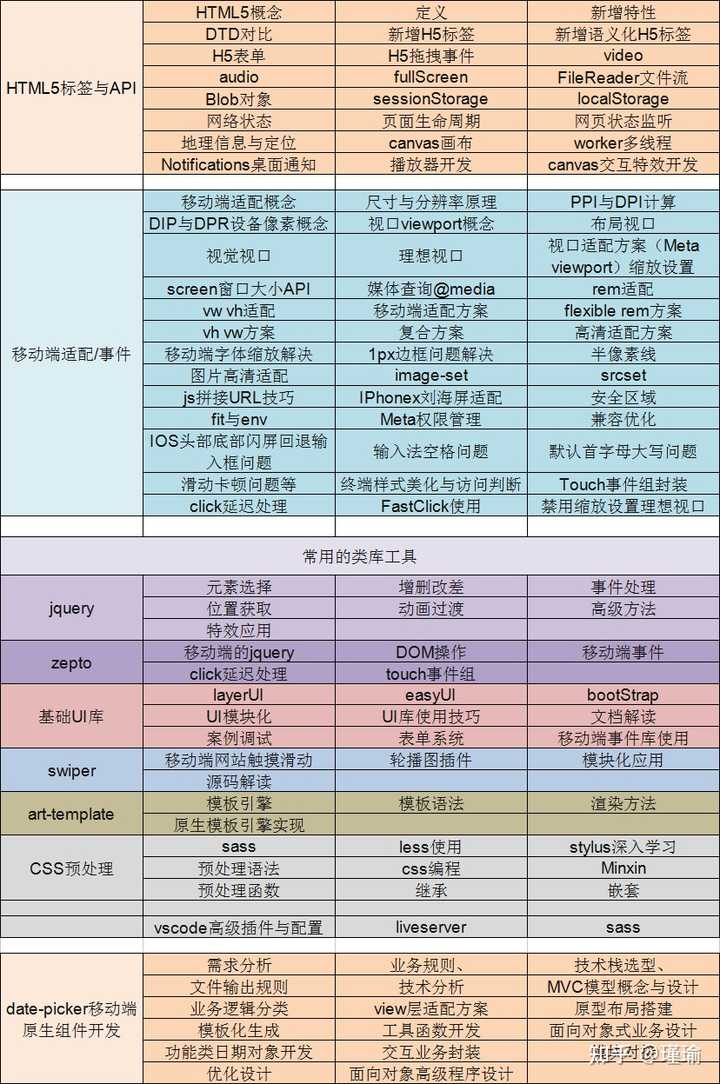 HTML5标签与API
HTML5概念 定义 新增特性
DTD对比 新增H5标签 新增语义化H5标签
H5表单 H5拖拽事件 video
audio fullScreen FileReader文件流
Blob对象 sessionStorage localStorage
网络状态 页面生命周期 网页状态监听
地理信息与定位 canvas画布 worker多线程
Notifications桌面通知 播放器开发 canvas交互特效开发
移动端适配/事件
移动端适配概念 尺寸与分辨率原理 PPI与DPI计算
DIP与DPR设备像素概念 视口viewport概念 布局视口
视觉视口 理想视口 视口适配方案（Meta
viewport）缩放设置
screen窗口大小API 媒体查询@media rem适配
vw vh适配 移动端适配方案 flexible rem方案
vh vw方案 复合方案 高清适配方案
移动端字体缩放解决 1px边框问题解决 半像素线
图片高清适配 image-set srcset
js拼接URL技巧 IPhonex刘海屏适配 安全区域
fit与env Meta权限管理 兼容优化
IOS头部底部闪屏回退输
入框问题 输入法空格问题 默认首字母大写问题
滑动卡顿问题等 终端样式美化与访问判断 Touch事件组封装
click延迟处理 FastClick使用 禁用缩放设置理想视口
常用的类库工具
jquery
元素选择 增删改差 事件处理
位置获取 动画过渡 高级方法
特效应用
zepto
移动端的jquery DOM操作 移动端事件
click延迟处理 touch事件组
基础UI库
layerUI easyUI bootStrap
UI模块化 UI库使用技巧 文档解读
案例调试 表单系统 移动端事件库使用
swiper
移动端网站触摸滑动 轮播图插件 模块化应用
源码解读
art-template
模板引擎 模板语法 渲染方法
原生模板引擎实现
CSS预处理
sass less使用 stylus深入学习
预处理语法 css编程 Minxin
预处理函数 继承 嵌套
vscode高级插件与配置 liveserver sass
date-picker移动端
原生组件开发
需求分析 业务规则、 技术栈选型、
文件输出规则 技术分析 MVC模型概念与设计
业务逻辑分类 view层适配方案 原型布局搭建
模板化生成 工具函数开发 面向对象式业务设计
功能类日期对象开发 交互业务封装
优化设计 面向对象高级程序设计
知乎 @瑾瑜